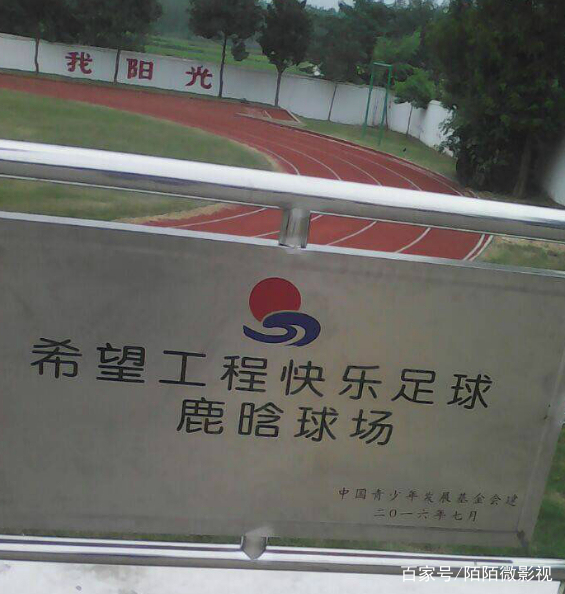 我阳光
希望工程快乐足球
鹿晗球场
中国青少年发展基金会建
二〇一六年七月
百家号/陌陌微影视